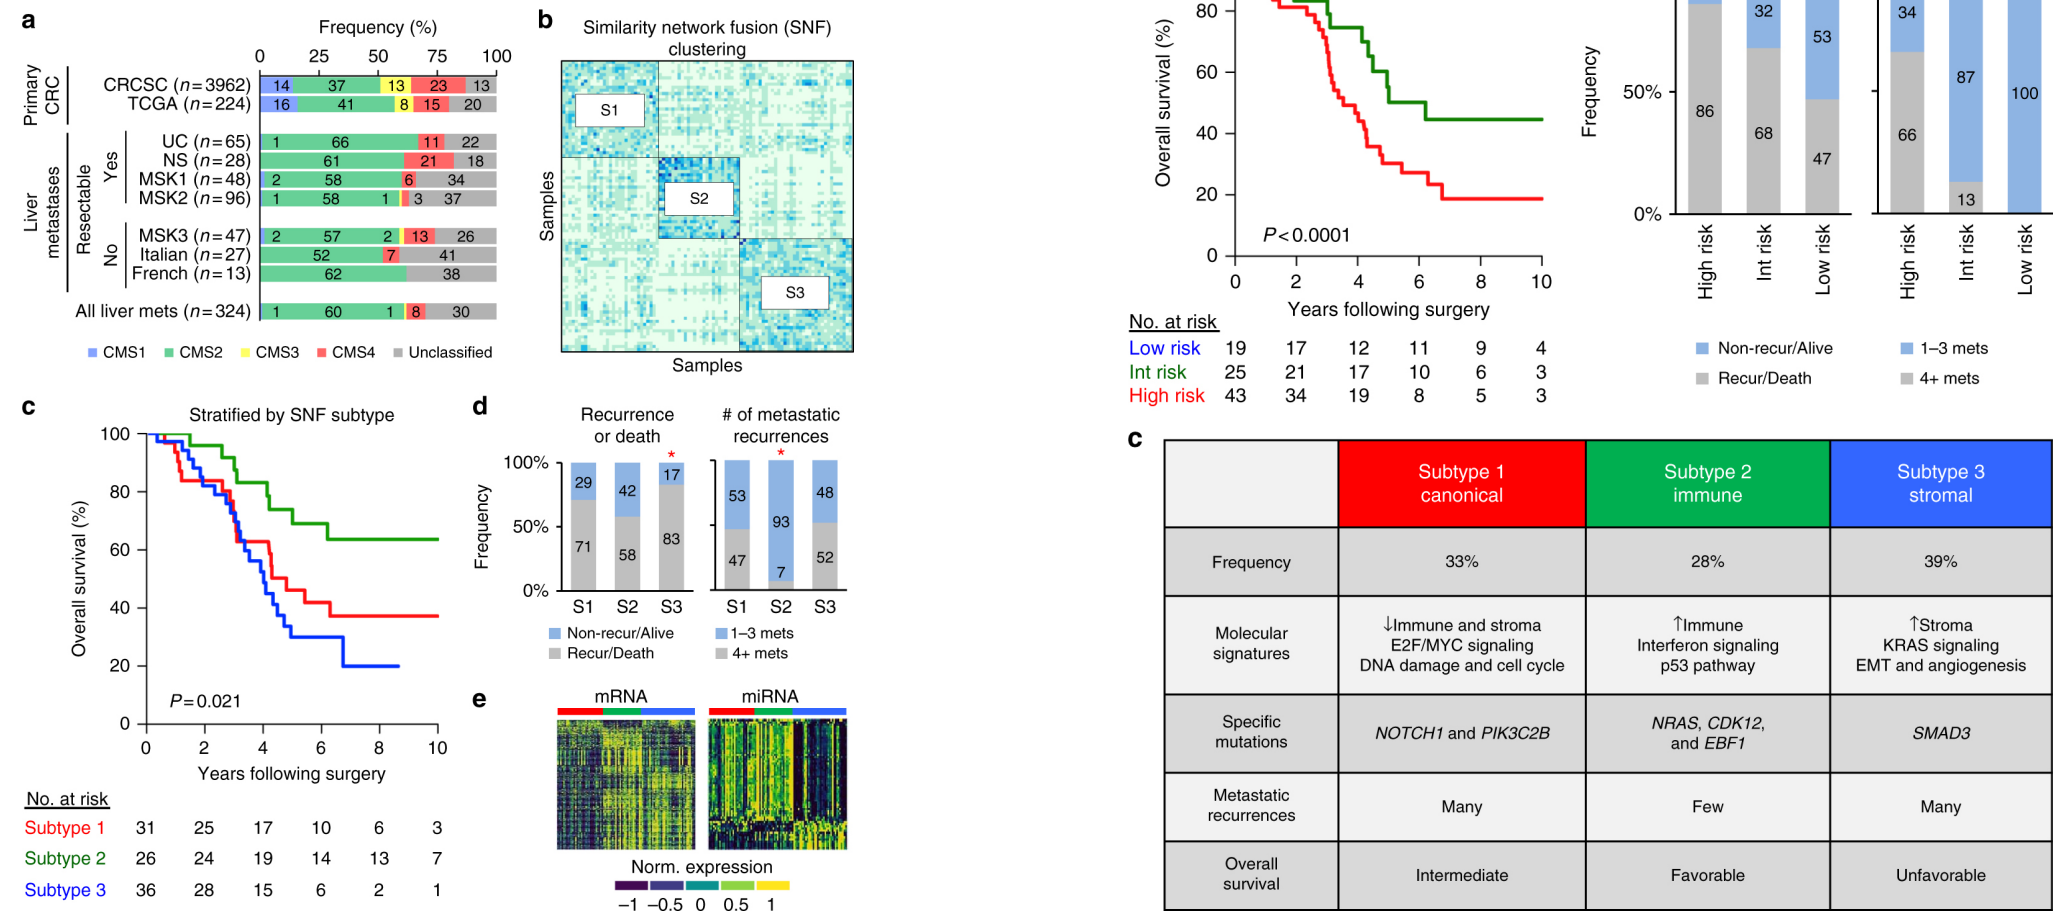 a
Frequency (%)
0 25 50 75 100
Primary CRC
CRCSC (n=3962) 14 37 13 23 13
TCGA (n=224) 16 41 8 15 20
Liver metastases
Resectable
Yes
UC (n=65) 1 66 11 22
NS (n=28) 61 21 18
MSK1 (n=48) 2 58 6 34
MSK2 (n=96) 1 58 1 3 37
No
MSK3 (n=47) 2 57 2 13 26
Italian (n=27) 52 7 41
French (n=13) 62 38
All liver mets (n=324) 1 60 1 8 30
CMS1 CMS2 CMS3 CMS4 Unclassified
b
Similarity network fusion (SNF)
clustering
Samples
S1
S2
S3
Samples
c
Stratified by SNF subtype
Overall survival (%)
100
80
60
40
20
0
P=0.021
0 2 4 6 8 10
Years following surgery
No. at risk
Subtype 1 31 25 17 10 6 3
Subtype 2 26 24 19 14 13 7
Subtype 3 36 28 15 6 2 1
d
Recurrence
or death
Frequency
100%
50%
0%
*
29 42 17
71 58 83
S1 S2 S3
Non-recur/Alive
Recur/Death
# of metastatic
recurrences
*
53 93 48
47 7 52
S1 S2 S3
1–3 mets
4+ mets
e
mRNA miRNA
Norm. expression
–1 –0.5 0 0.5 1
Overall survival (%)
80
60
40
20
0
P<0.0001
0 2 4 6 8 10
Years following surgery
No. at risk
Low risk 19 17 12 11 9 4
Int risk 25 21 17 10 6 3
High risk 43 34 19 8 5 3
Frequency
50%
0%
32 53
86 68 47
High risk Int risk Low risk
Non-recur/Alive
Recur/Death
34 87 100
66 13
High risk Int risk Low risk
1–3 mets
4+ mets
c
Subtype 1
canonical
Subtype 2
immune
Subtype 3
stromal
Frequency 33% 28% 39%
Molecular
signatures
↓Immune and stroma
E2F/MYC signaling
DNA damage and cell cycle
↑Immune
Interferon signaling
p53 pathway
↑Stroma
KRAS signaling
EMT and angiogenesis
Specific
mutations
NOTCH1 and PIK3C2B
NRAS, CDK12,
and EBF1
SMAD3
Metastatic
recurrences
Many Few Many
Overall
survival
Intermediate Favorable Unfavorable